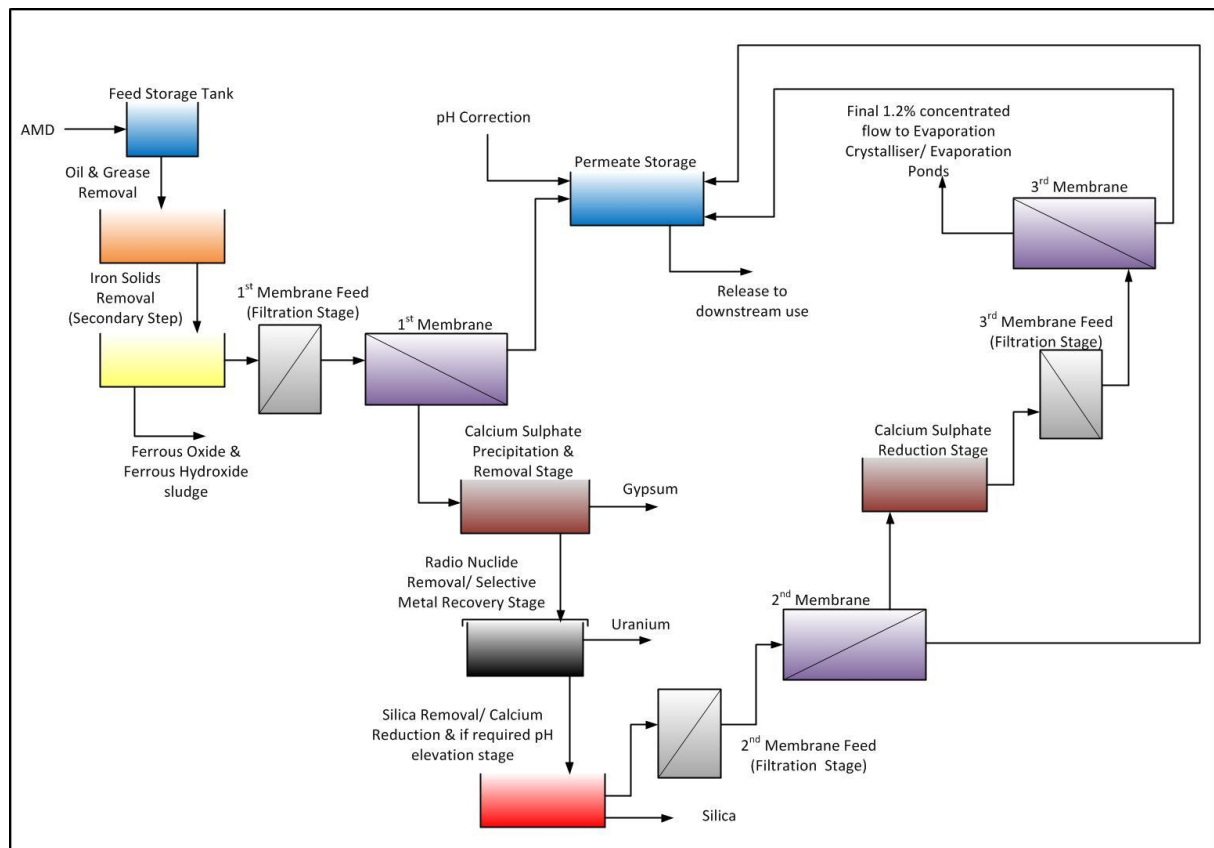 Feed Storage Tank
AMD
Oil & Grease
Removal
Iron Solids
Removal
(Secondary Step)
Ferrous Oxide &
Ferrous Hydroxide
sludge
1st Membrane Feed
(Filtration Stage)
1st Membrane
pH Correction
Permeate Storage
Release to
downstream use
Calcium Sulphate
Precipitation &
Removal Stage
Gypsum
Radio Nuclide
Removal/ Selective
Metal Recovery Stage
Uranium
Silica Removal/ Calcium
Reduction & if required pH
elevation stage
Silica
2nd Membrane Feed
(Filtration Stage)
2nd Membrane
Calcium Sulphate
Reduction Stage
3rd Membrane Feed
(Filtration Stage)
3rd Membrane
Final 1.2% concentrated
flow to Evaporation
Crystalliser/ Evaporation
Ponds